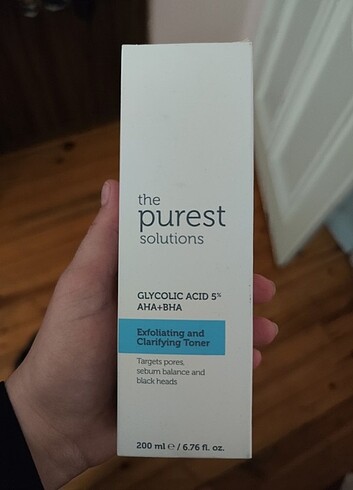 the
purest
solutions
GLYCOLIC ACID 5%
AHA+BHA
Exfoliating and
Clarifying Toner
Targets pores,
sebum balance and
black heads
200 ml ℮ / 6.76 fl. oz.